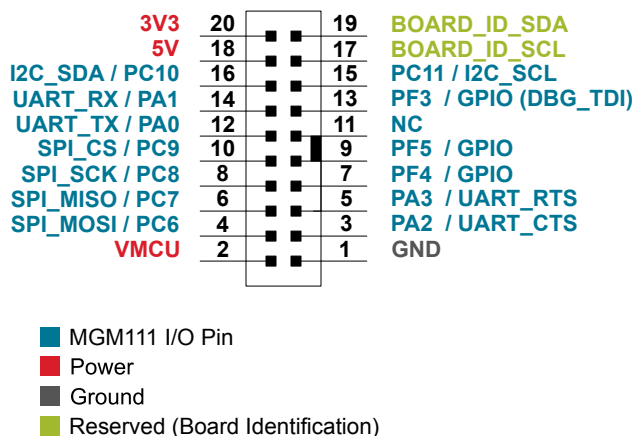 3V3 20 19 BOARD_ID_SDA
5V 18 17 BOARD_ID_SCL
I2C_SDA / PC10 16 15 PC11 / I2C_SCL
UART_RX / PA1 14 13 PF3 / GPIO (DBG_TDI)
UART_TX / PA0 12 11 NC
SPI_CS / PC9 10 9 PF5 / GPIO
SPI_SCK / PC8 8 7 PF4 / GPIO
SPI_MISO / PC7 6 5 PA3 / UART_RTS
SPI_MOSI / PC6 4 3 PA2 / UART_CTS
VMCU 2 1 GND
MGM111 I/O Pin
Power
Ground
Reserved (Board Identification)